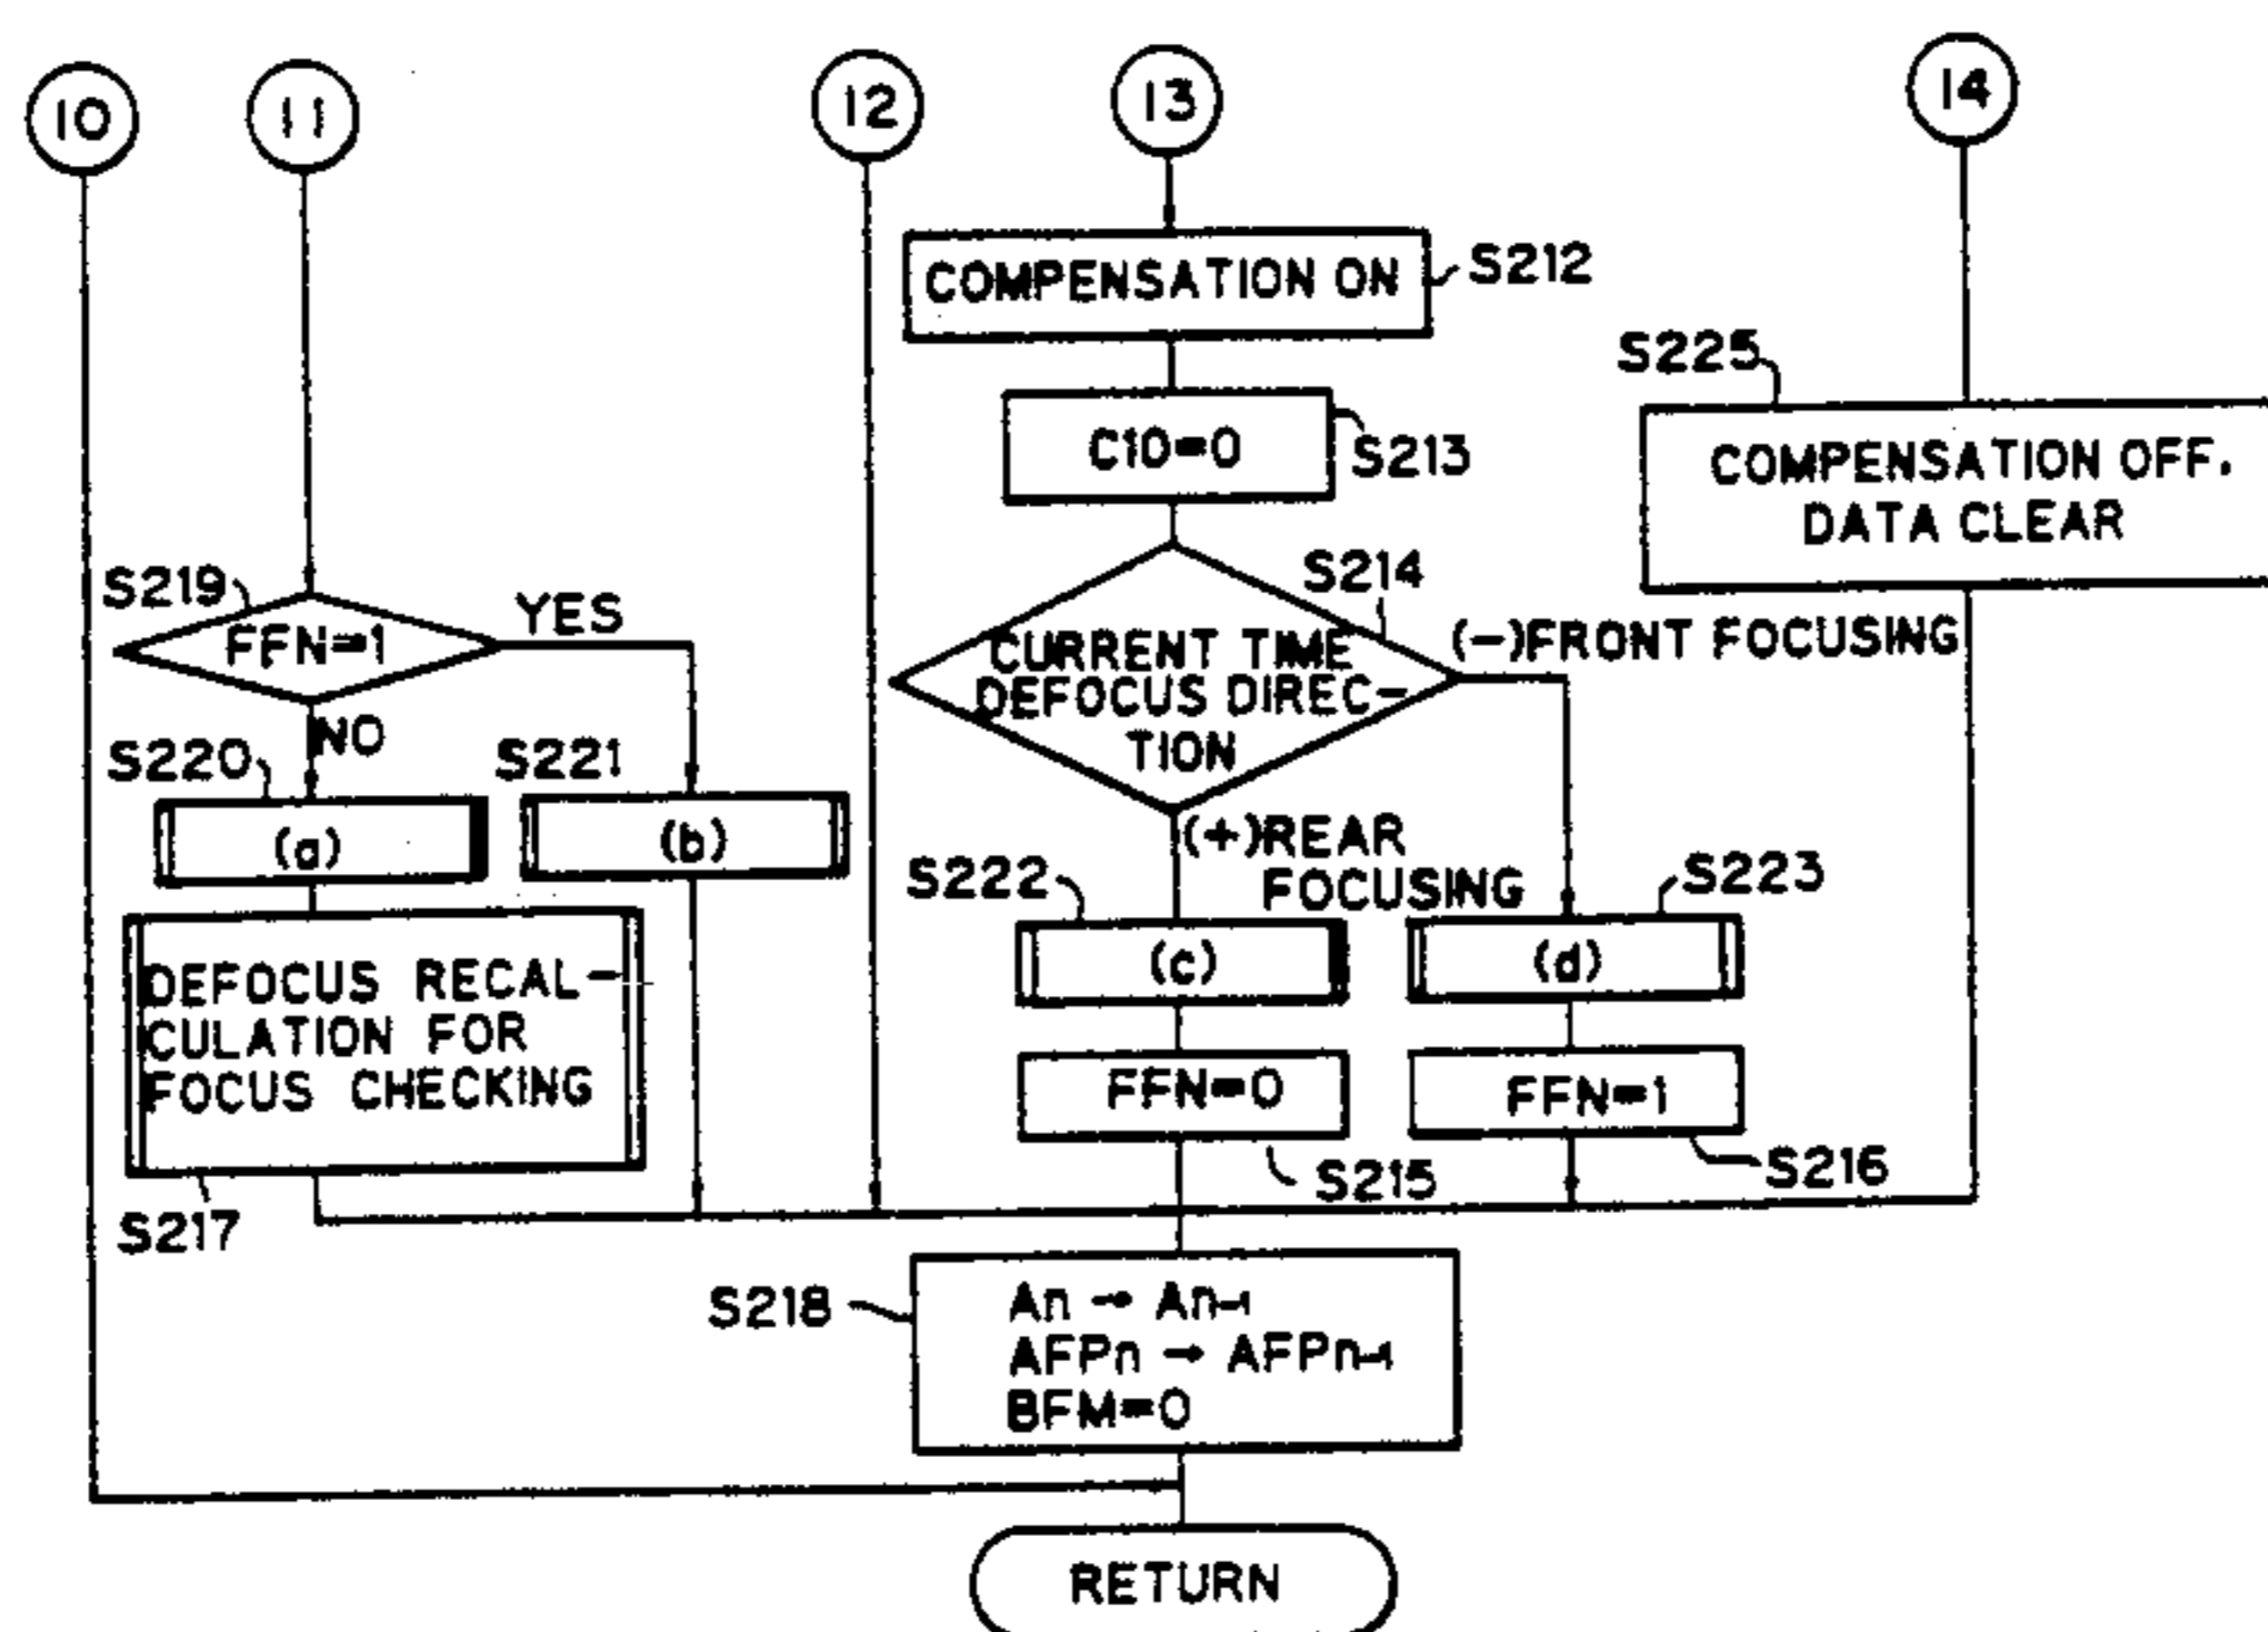 10
11
12
13
14
COMPENSATION ON
S212
C10=0
S213
S225
COMPENSATION OFF.
DATA CLEAR
S219
FFN=1
YES
NO
S214
CURRENT TIME
DEFOCUS DIREC-
TION
(-)FRONT FOCUSING
(+)REAR
FOCUSING
S220
(a)
S221
(b)
S222
(c)
S223
(d)
DEFOCUS RECAL-
CULATION FOR
FOCUS CHECKING
S217
FFN=0
S215
FFN=1
S216
S218
An → An-1
AFPn → AFPn-1
BFM=0
RETURN